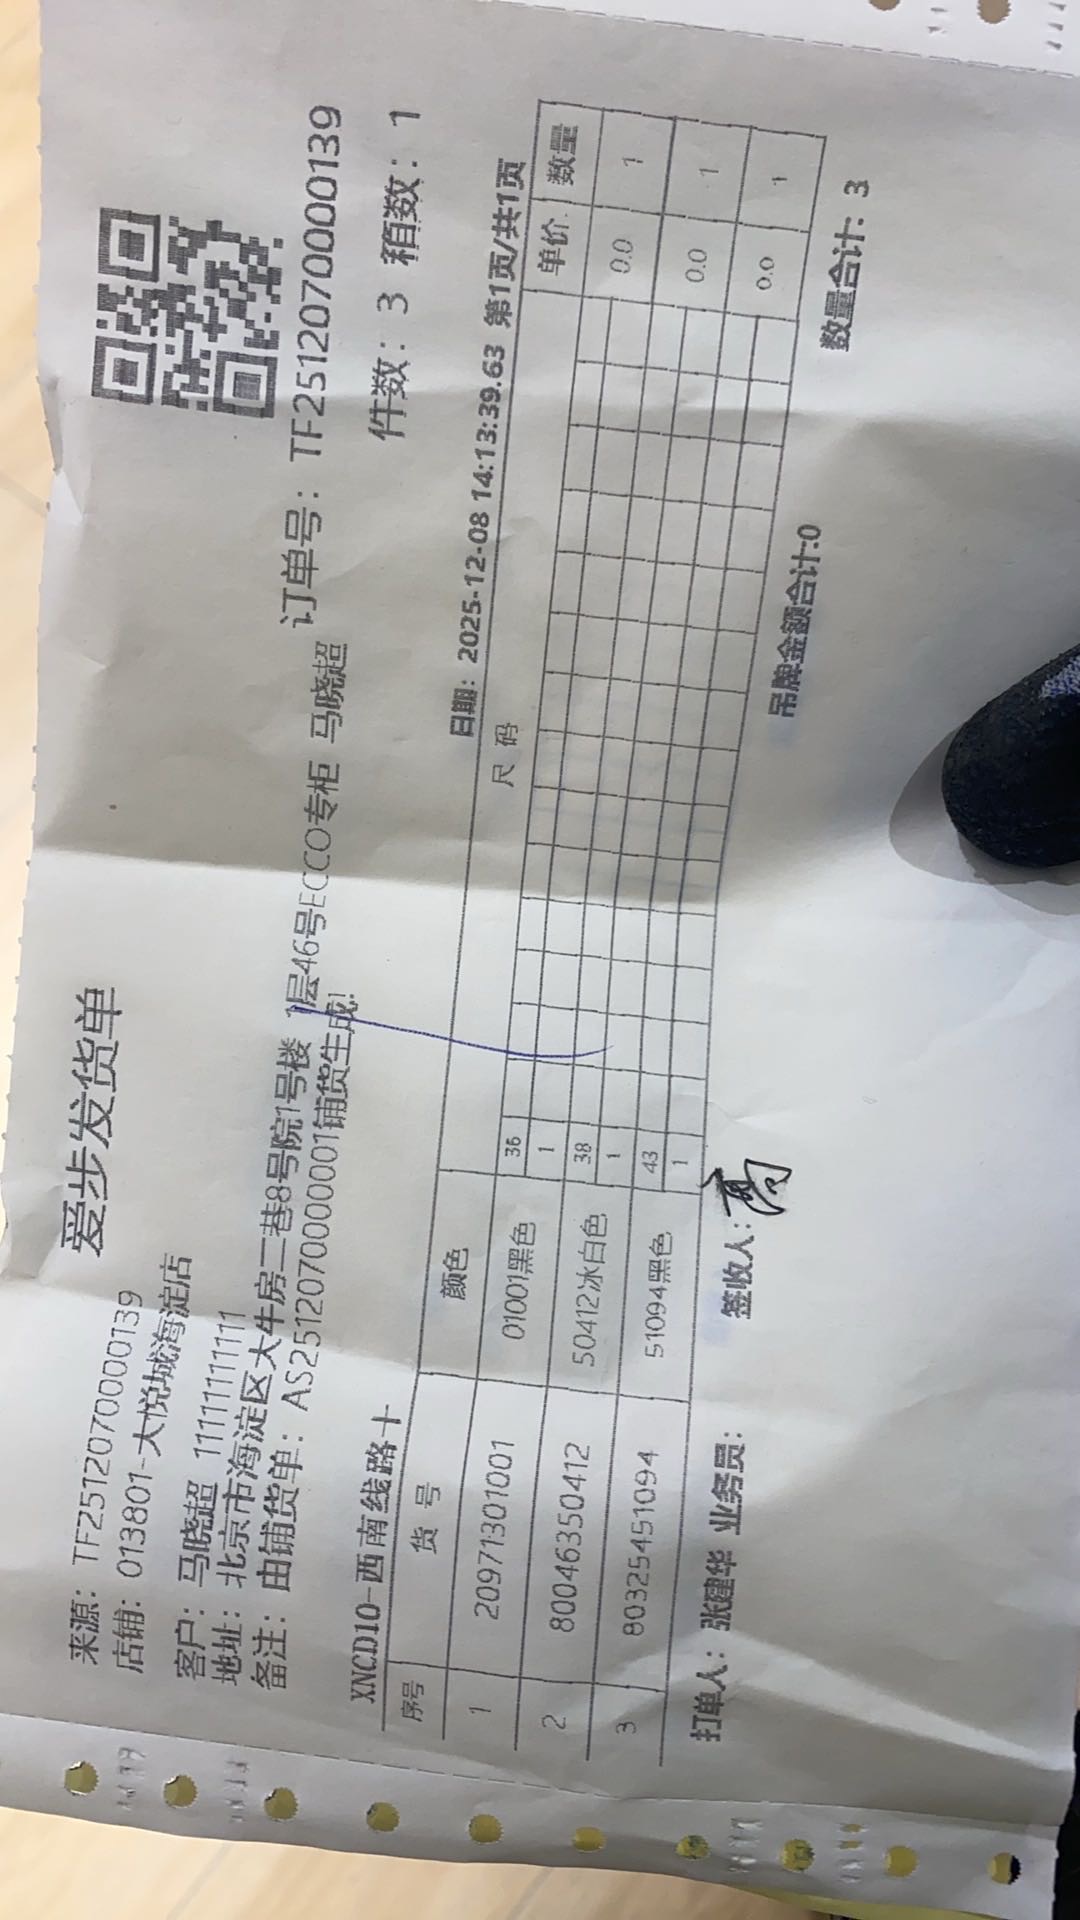 爱步发货单
来源：TF2512070000139
店铺：013801-大悦城海淀店
客户：马晓超 11111111111
地址：北京市海淀区大牛房二巷8号院1号楼 1层46号ECCO专柜 马晓超 订单号：TF2512070000139
备注：由铺货单：AS251207000001铺货生成!
件数：3 箱数：1
XNCD10-西南线路十 日期：2025-12-08 14:13:39.63 第1页/共1页
序号 货 号 颜色 尺 码 单价 数量
36
1 20971301001 01001黑色 1 0.0 1
38
2 80046350412 50412冰白色 1 0.0 1
43
3 80325451094 51094黑色 1 0.0 1
数量合计：3
打单人：张建华 业务员： 签收人：高 吊牌金额合计:0